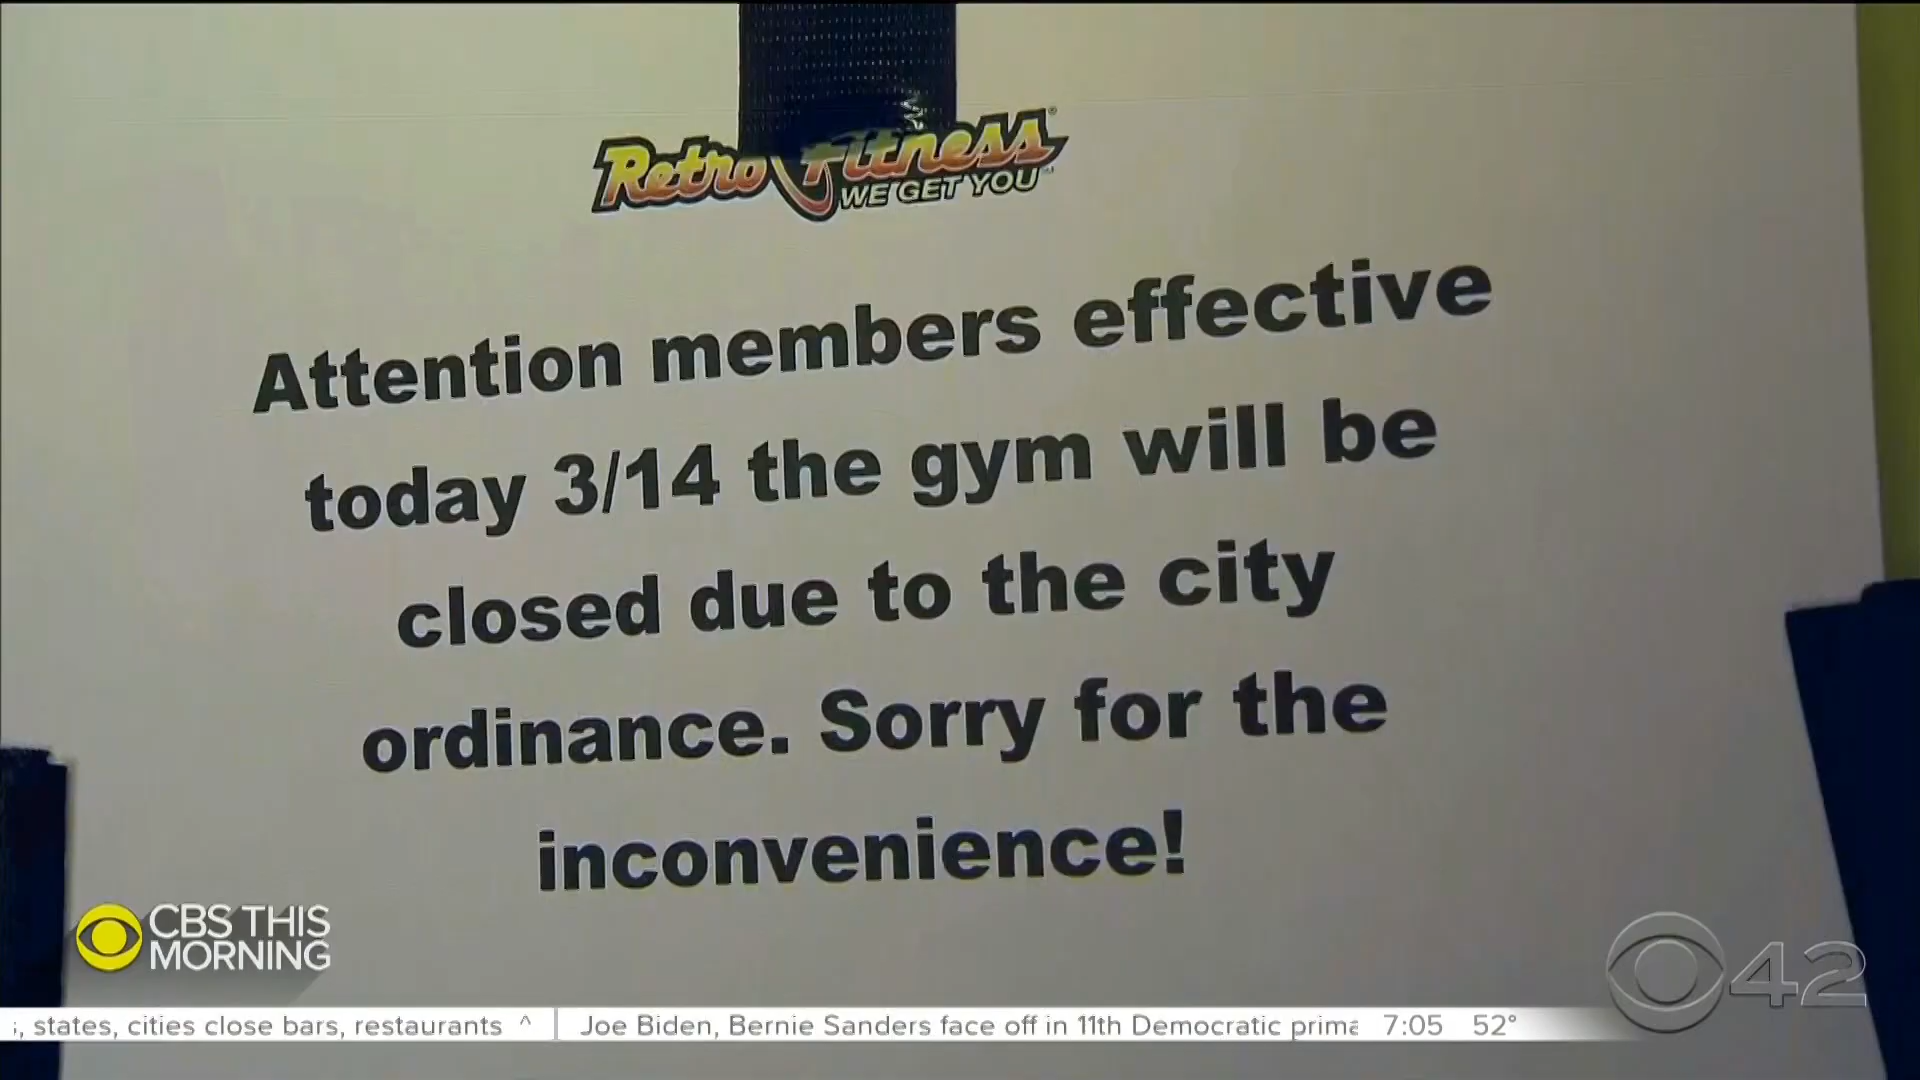 Retro Fitness
WE GET YOU
Attention members effective
today 3/14 the gym will be
closed due to the city
ordinance. Sorry for the
inconvenience!
CBS THIS
MORNING
42
, states, cities close bars, restaurants ^ | Joe Biden, Bernie Sanders face off in 11th Democratic 7:05 52°